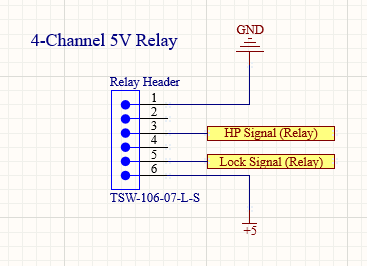 GND
4-Channel 5V Relay
Relay Header
1
2
3
HP Signal (Relay)
4
5
Lock Signal (Relay)
6
TSW-106-07-L-S
+5